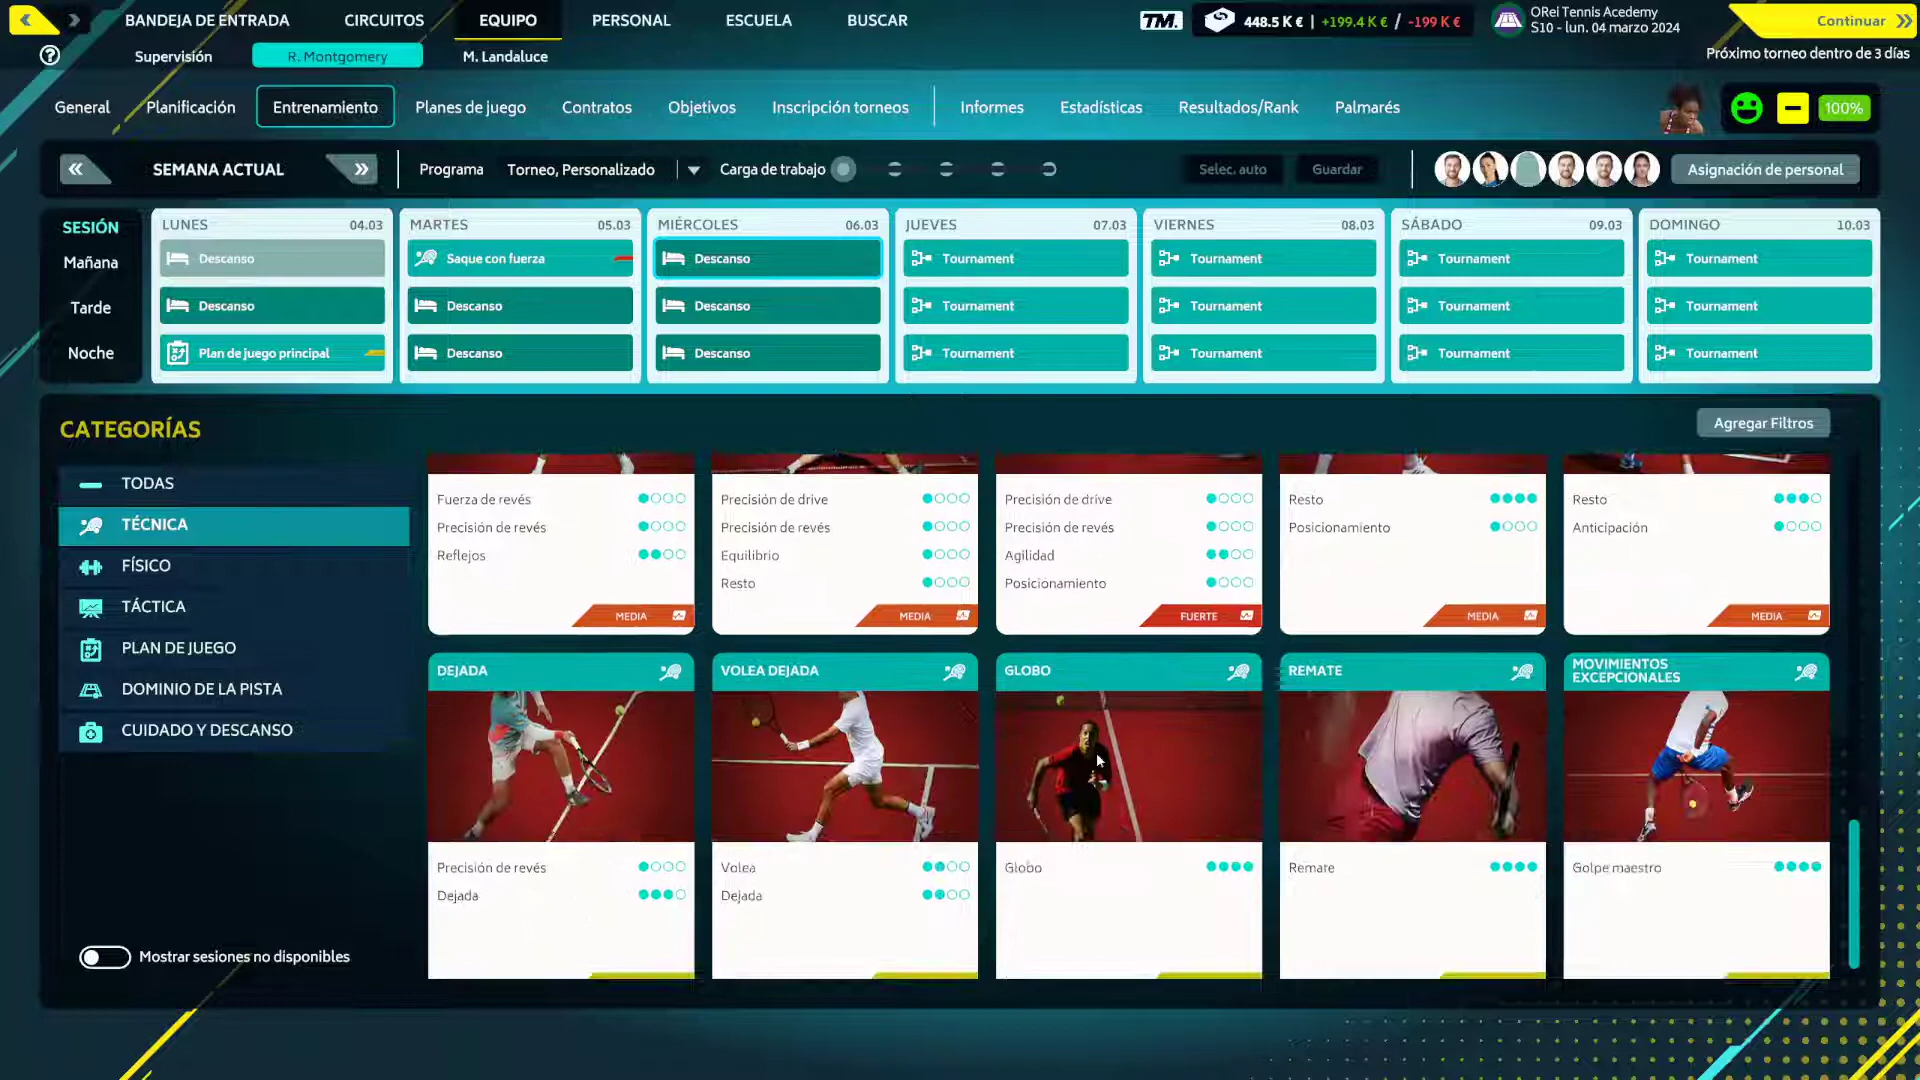 BANDEJA DE ENTRADA CIRCUITOS EQUIPO PERSONAL ESCUELA BUSCAR
TM. 448.5 K € | +199.4 K € / -199 K €
ORei Tennis Acedemy
S10 - lun. 04 marzo 2024
Continuar
Próximo torneo dentro de 3 días
Supervisión R. Montgomery M. Landaluce
General Planificación Entrenamiento Planes de juego Contratos Objetivos Inscripción torneos Informes Estadísticas Resultados/Rank Palmarés
100%
SEMANA ACTUAL Programa Torneo, Personalizado Carga de trabajo Selec. auto Guardar Asignación de personal
SESIÓN LUNES 04.03 MARTES 05.03 MIÉRCOLES 06.03 JUEVES 07.03 VIERNES 08.03 SÁBADO 09.03 DOMINGO 10.03
Mañana Descanso Saque con fuerza Descanso Tournament Tournament Tournament Tournament
Tarde Descanso Descanso Descanso Tournament Tournament Tournament Tournament
Noche Plan de juego principal Descanso Descanso Tournament Tournament Tournament Tournament
CATEGORÍAS
Agregar Filtros
TODAS
TÉCNICA
FÍSICO
TÁCTICA
PLAN DE JUEGO
DOMINIO DE LA PISTA
CUIDADO Y DESCANSO
Mostrar sesiones no disponibles
Fuerza de revés
Precisión de revés
Reflejos
MEDIA
Precisión de drive
Precisión de revés
Equilibrio
Resto
MEDIA
Precisión de drive
Precisión de revés
Agilidad
Posicionamiento
FUERTE
Resto
Posicionamiento
MEDIA
Resto
Anticipación
MEDIA
DEJADA
Precisión de revés
Dejada
VOLEA DEJADA
Volea
Dejada
GLOBO
Globo
REMATE
Remate
MOVIMIENTOS
EXCEPCIONALES
Golpe maestro